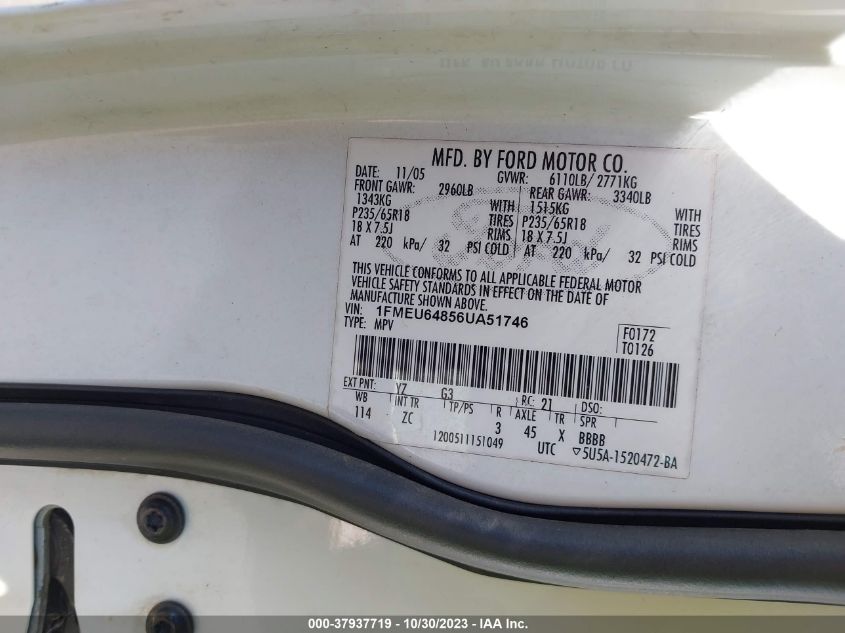 MFD. BY FORD MOTOR CO.
DATE: 11/05 GVWR: 6110LB/ 2771KG
FRONT GAWR: 2960LB REAR GAWR: 3340LB
1343KG WITH 1515KG WITH
P235/65R18 TIRES P235/65R18 TIRES
18 X 7.5J RIMS 18 X 7.5J RIMS
AT 220 kPa/ 32 PSI COLD AT 220 kPa/ 32 PSI COLD
THIS VEHICLE CONFORMS TO ALL APPLICABLE FEDERAL MOTOR
VEHICLE SAFETY STANDARDS IN EFFECT ON THE DATE OF
MANUFACTURE SHOWN ABOVE.
VIN: 1FMEU64856UA51746
TYPE: MPV
F0172
T0126
EXT PNT: YZ G3 RC: 21 DSO:
WB INT TR TP/PS R AXLE TR SPR
114 ZC 3 45 X BBBB
1200511151049 UTC ▽5U5A-1520472-BA
000-37937719 - 10/30/2023 - IAA Inc.